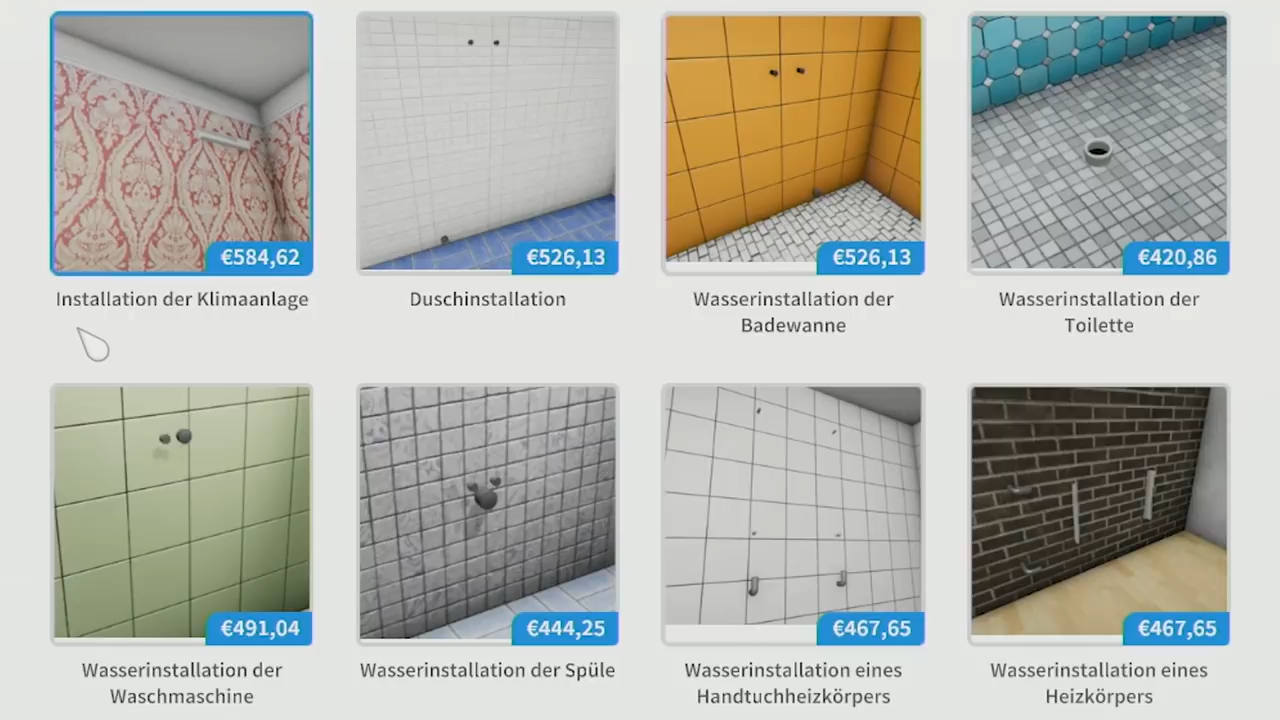 €584,62
€526,13
€526,13
€420,86
Installation der Klimaanlage
Duschinstallation
Wasserinstallation der
Badewanne
Wasserinstallation der
Toilette
€491,04
€444,25
€467,65
€467,65
Wasserinstallation der
Waschmaschine
Wasserinstallation der Spüle
Wasserinstallation eines
Handtuchheizkörpers
Wasserinstallation eines
Heizkörpers